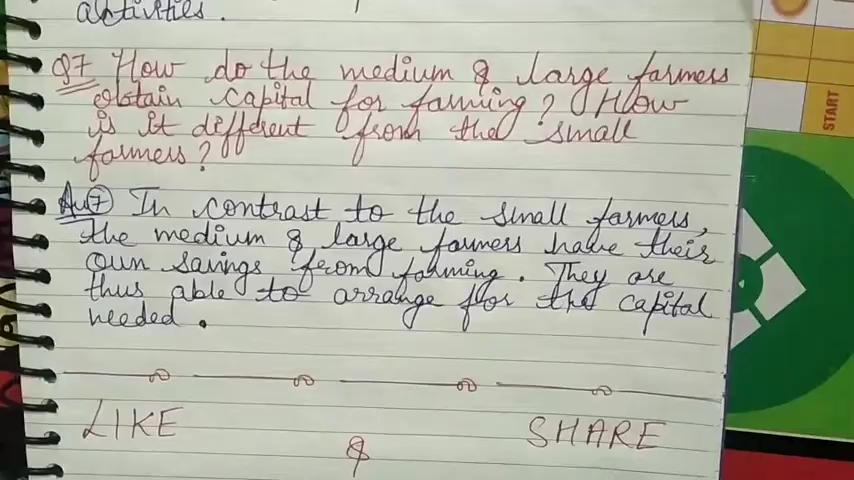 activities.
Q7 How do the medium & large farmers
obtain capital for farming? How
is it different from the small
farmers?
Ans7 In contrast to the small farmers,
the medium & large farmers have their
own savings from farming. They are
thus able to arrange for the capital
needed.
LIKE
&
SHARE
START